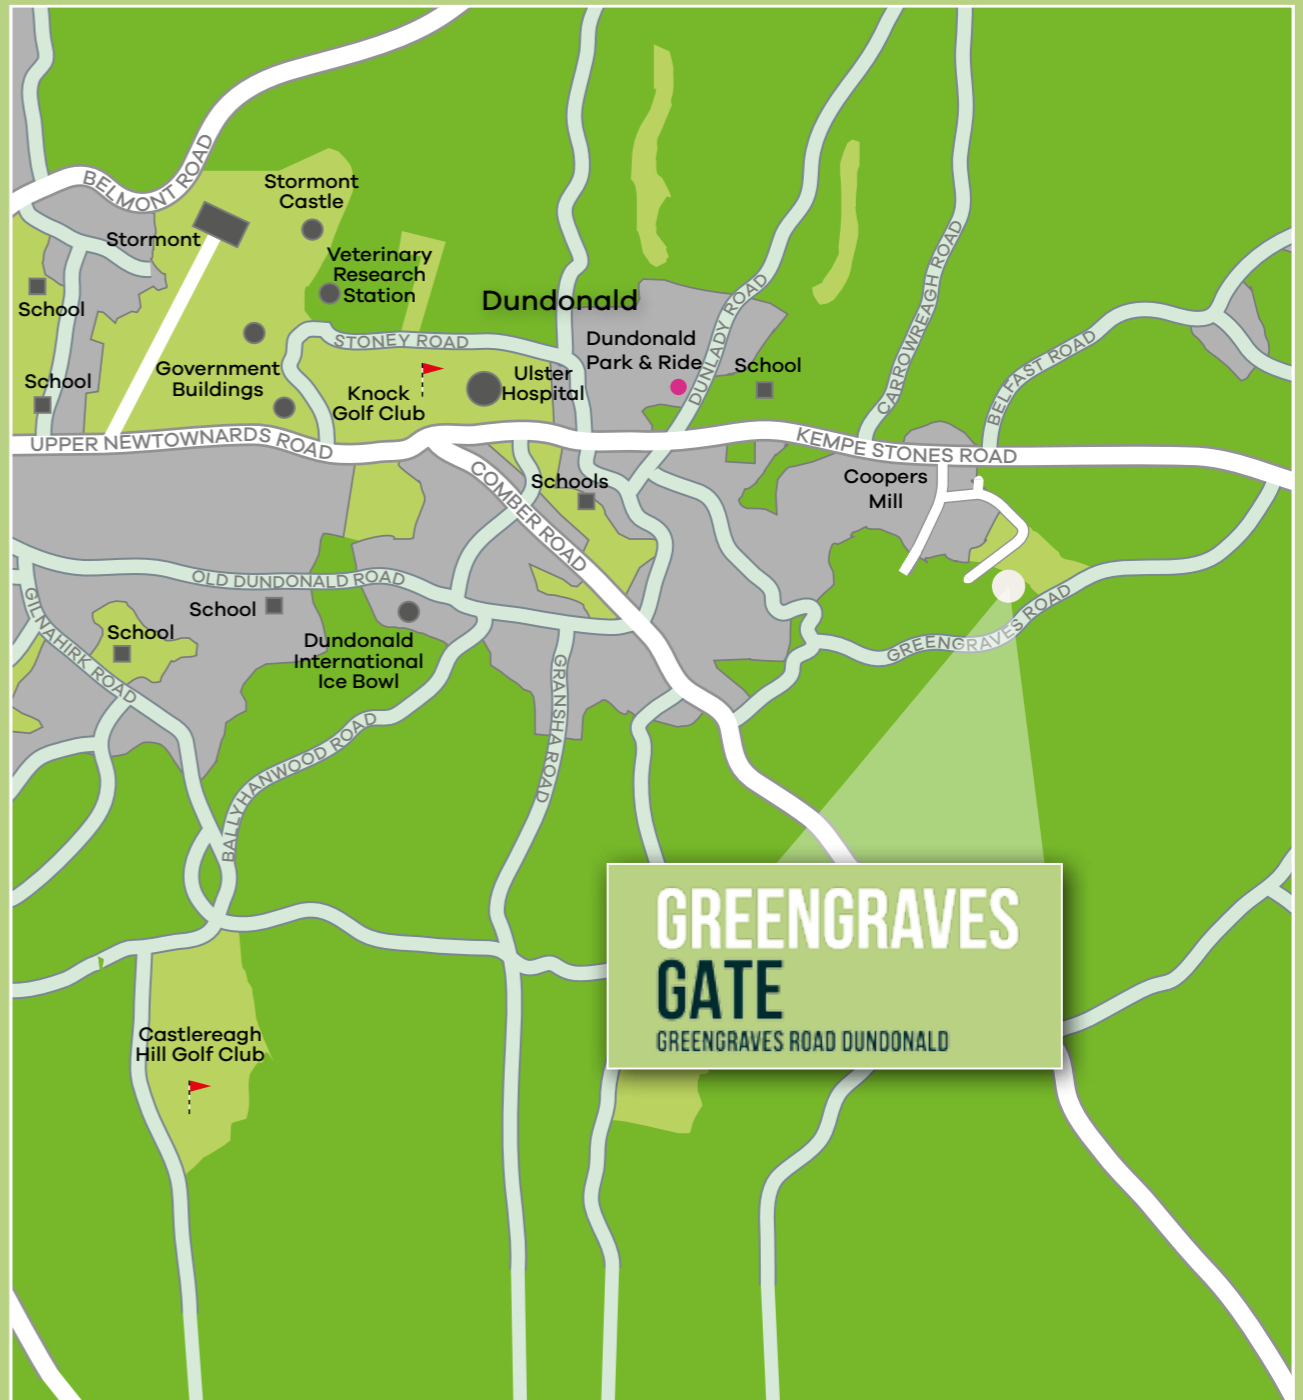 BELMONT ROAD
Stormont
Castle
Stormont
Veterinary
Research
Station
School
Dundonald
Dundonald
Park & Ride
DUNLADY ROAD
CARROWREAGH ROAD
BELFAST ROAD
STONEY ROAD
School
School
Government
Buildings
Knock
Golf Club
Ulster
Hospital
UPPER NEWTOWNARDS ROAD
KEMPE STONES ROAD
COMBER ROAD
Schools
Coopers
Mill
OLD DUNDONALD ROAD
GILNAHIRK ROAD
School
School
Dundonald
International
Ice Bowl
GREENGRAVES ROAD
GRANSHA ROAD
BALLYHANWOOD ROAD
GREENGRAVES
GATE
GREENGRAVES ROAD DUNDONALD
Castlereagh
Hill Golf Club